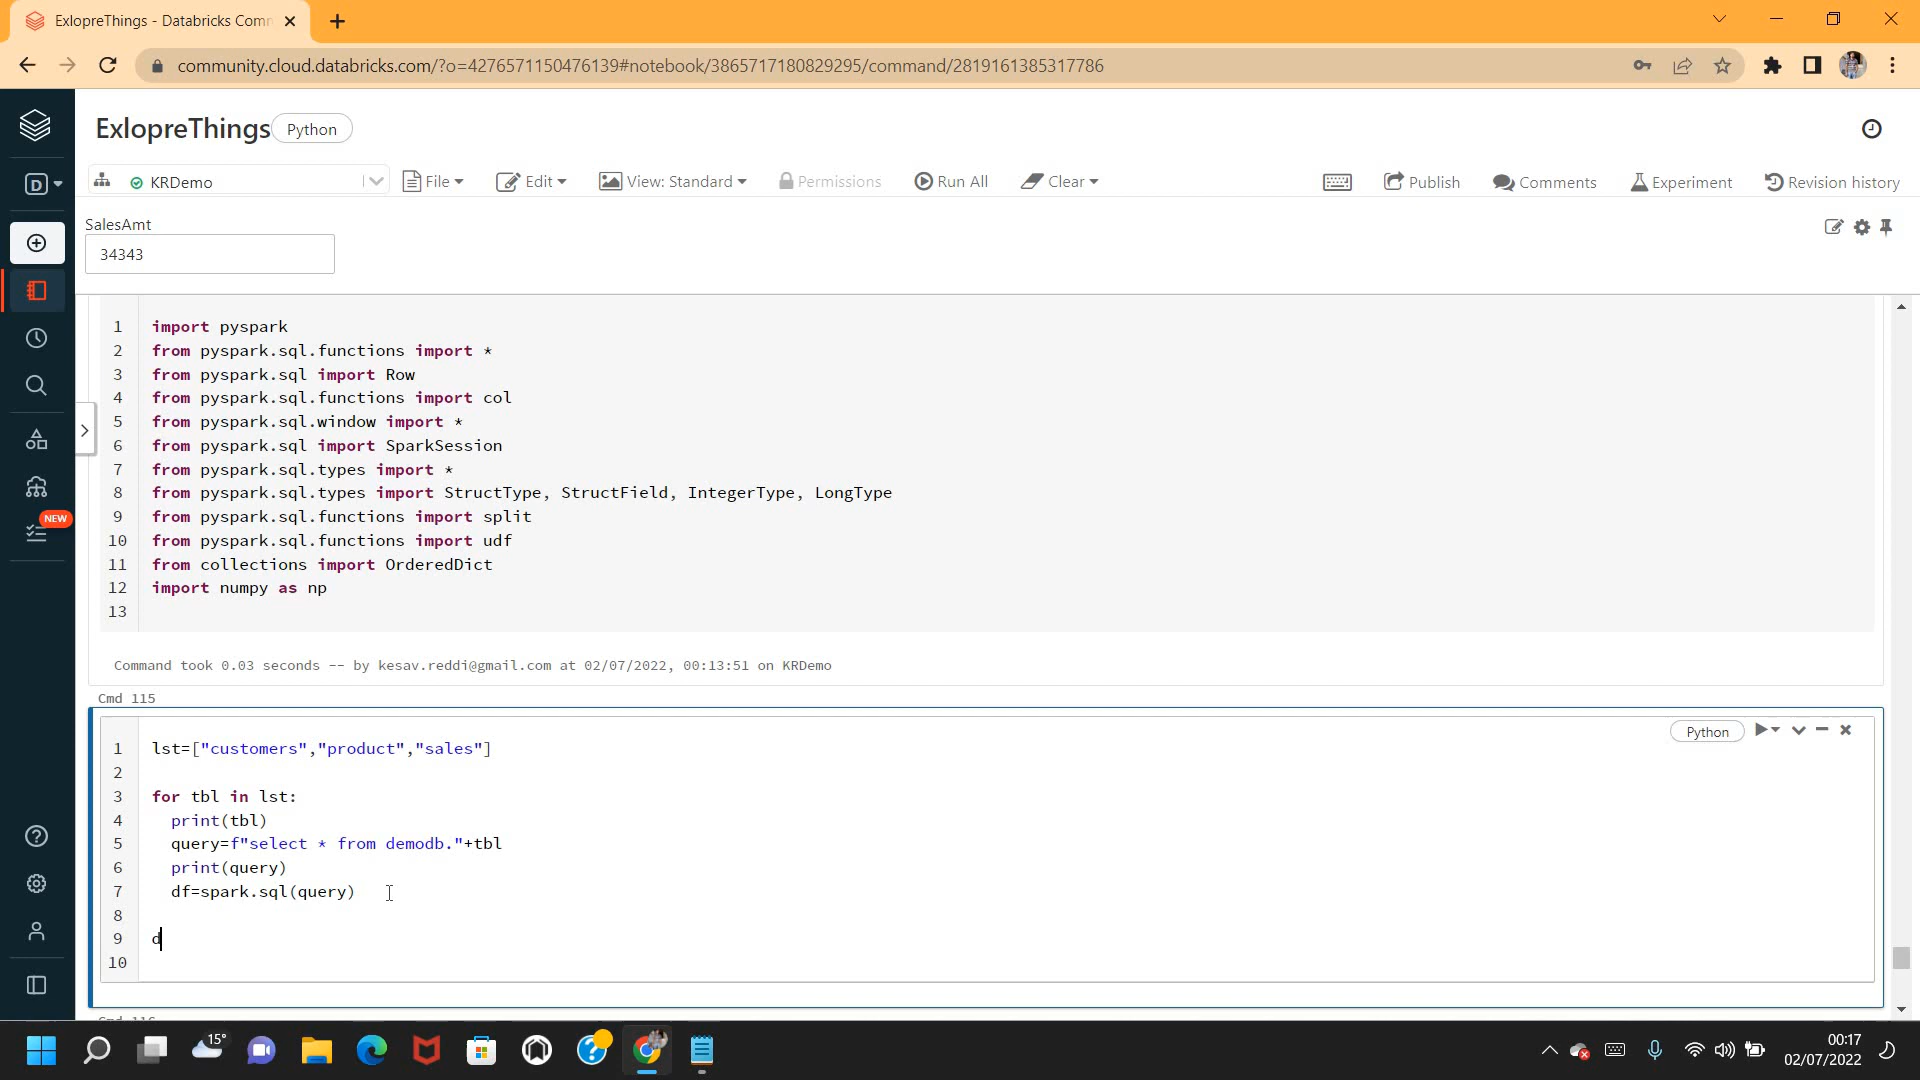 ExlopreThings - Databricks Comm
community.cloud.databricks.com/?o=4276571150476139#notebook/3865717180829295/command/2819161385317786
ExlopreThings
Python
D
KRDemo
File
Edit
View: Standard
Permissions
Run All
Clear
Publish
Comments
Experiment
Revision history
SalesAmt
34343
NEW
1 import pyspark
2 from pyspark.sql.functions import *
3 from pyspark.sql import Row
4 from pyspark.sql.functions import col
5 from pyspark.sql.window import *
6 from pyspark.sql import SparkSession
7 from pyspark.sql.types import *
8 from pyspark.sql.types import StructType, StructField, IntegerType, LongType
9 from pyspark.sql.functions import split
10 from pyspark.sql.functions import udf
11 from collections import OrderedDict
12 import numpy as np
13
Command took 0.03 seconds -- by kesav.reddi@gmail.com at 02/07/2022, 00:13:51 on KRDemo
Cmd 115
Python
1 lst=["customers","product","sales"]
2
3 for tbl in lst:
4 print(tbl)
5 query=f"select * from demodb."+tbl
6 print(query)
7 df=spark.sql(query)
8
9 d
10
15°
00:17
02/07/2022